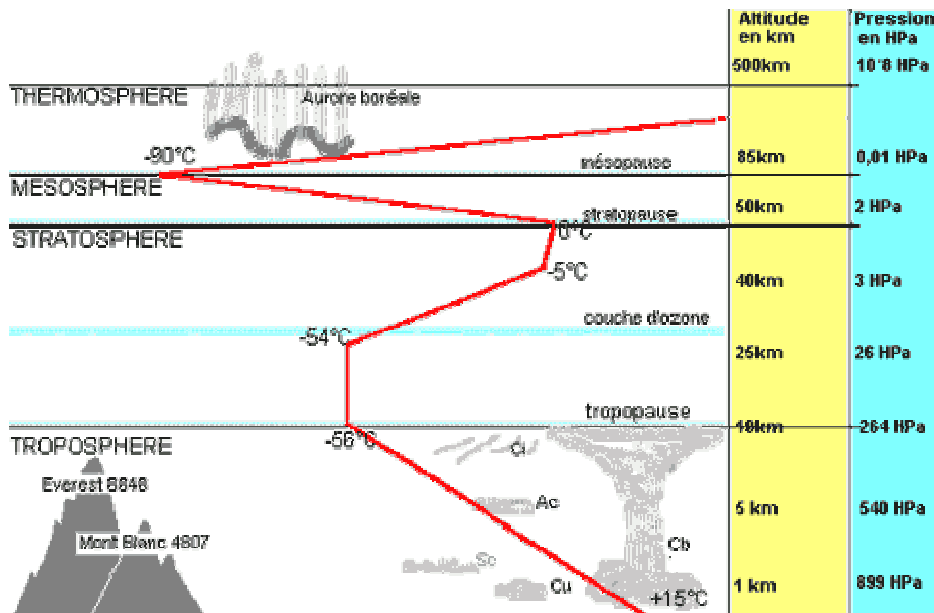 Altitude
en km
Pression
en HPa
500km
10*8 HPa
THERMOSPHERE
Aurore boréale
-90°C
mésopause
85km
0,01 HPa
MESOSPHERE
stratopause
50km
2 HPa
0°C
STRATOSPHERE
-5°C
40km
3 HPa
couche d'ozone
-54°C
25km
26 HPa
tropopause
-56°C
264 HPa
TROPOSPHERE
Ci
Everest 8848
Ac
5 km
540 HPa
Mont Blanc 4807
Cb
Sc
Cu
+15°C
1 km
899 HPa